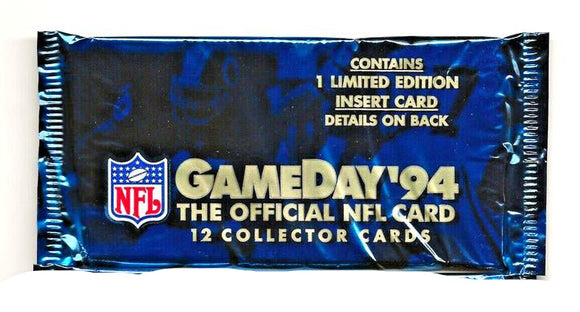 CONTAINS
1 LIMITED EDITION
INSERT CARD
DETAILS ON BACK
NFL
GAMEDAY'94
THE OFFICIAL NFL CARD
12 COLLECTOR CARDS